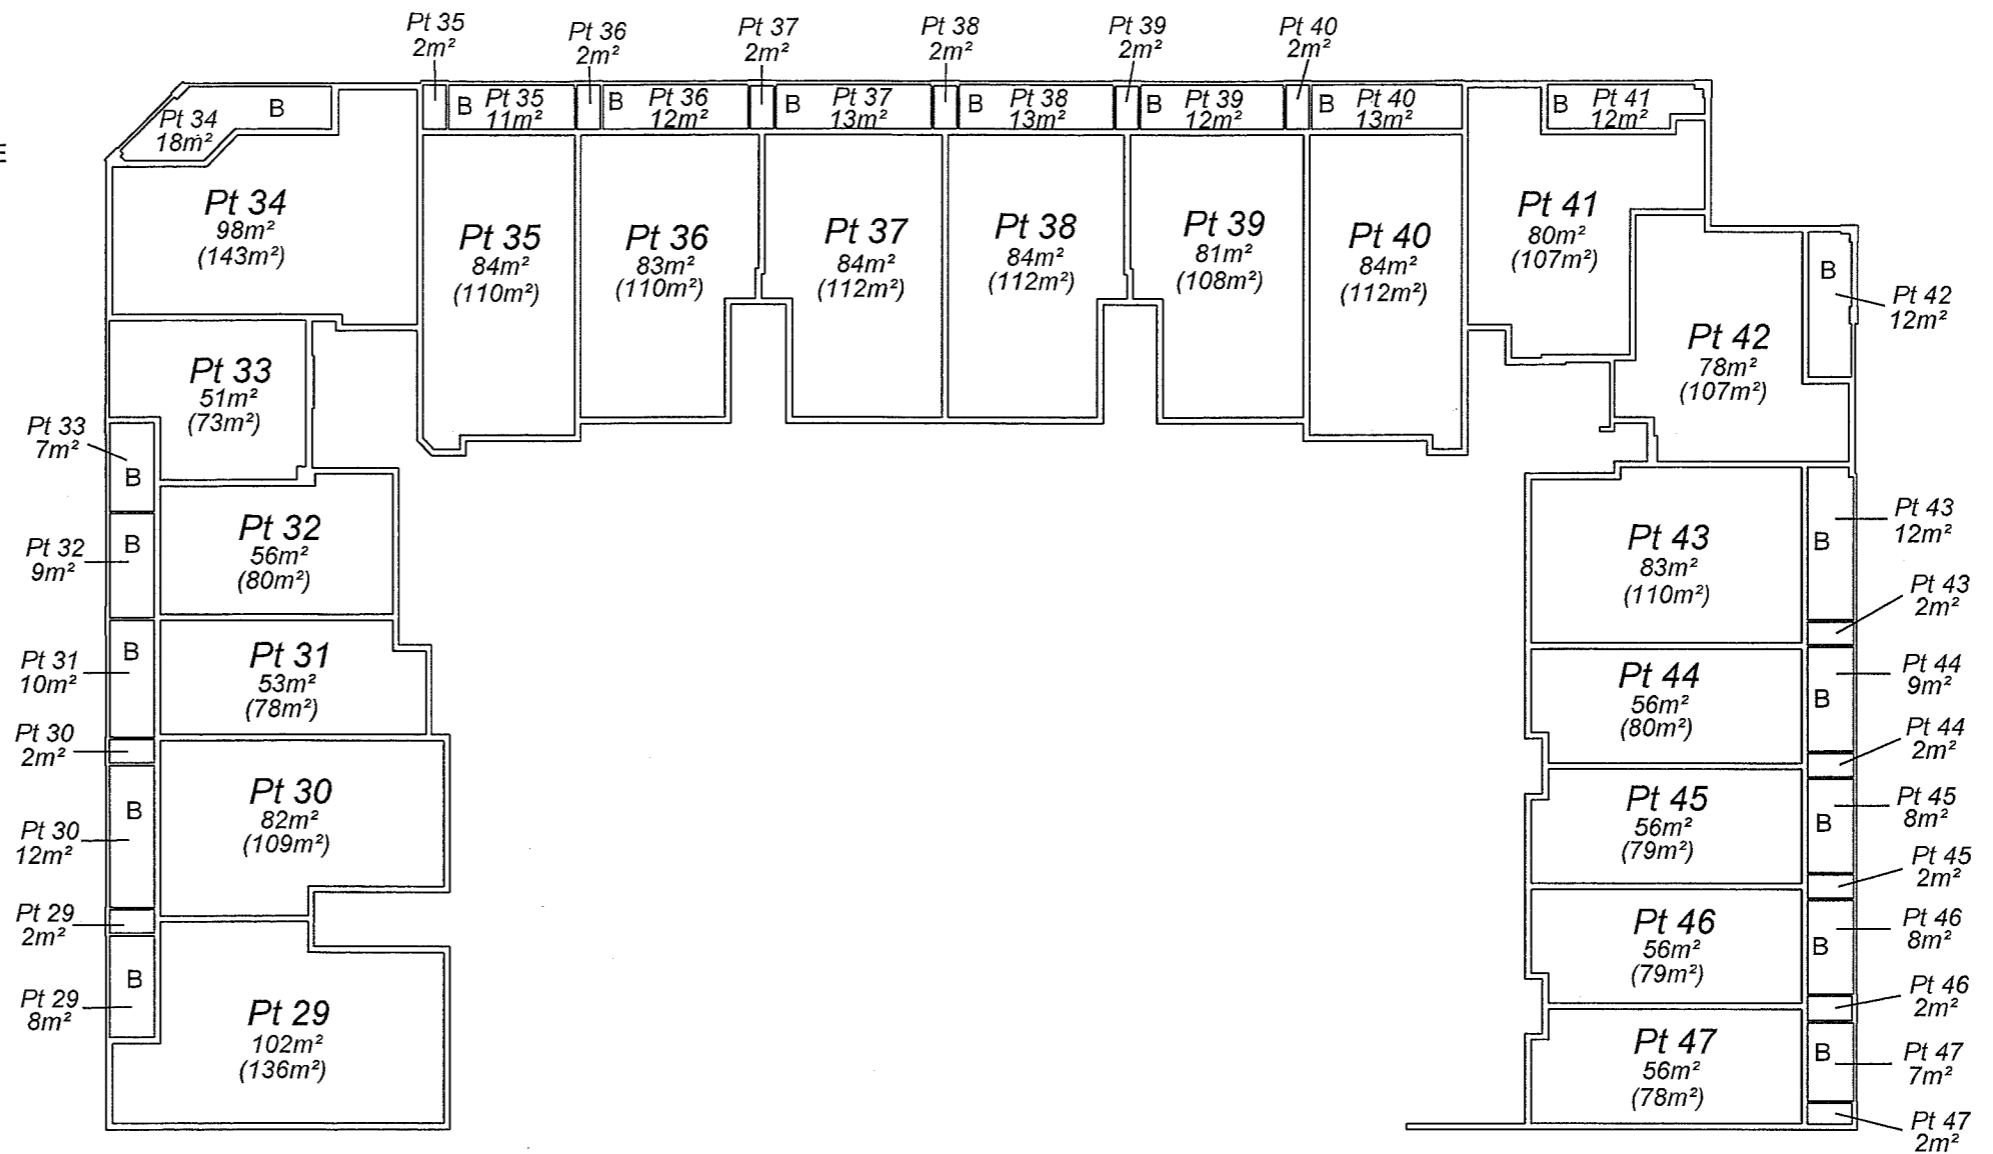 Pt 35
2m²
Pt 36
2m²
Pt 37
2m²
Pt 38
2m²
Pt 39
2m²
Pt 40
2m²
E
B
Pt 34
18m²
B
Pt 35
11m²
B
Pt 36
12m²
B
Pt 37
13m²
B
Pt 38
13m²
B
Pt 39
12m²
B
Pt 40
13m²
B
Pt 41
12m²
Pt 34
98m²
(143m²)
Pt 35
84m²
(110m²)
Pt 36
83m²
(110m²)
Pt 37
84m²
(112m²)
Pt 38
84m²
(112m²)
Pt 39
81m²
(108m²)
Pt 40
84m²
(112m²)
Pt 41
80m²
(107m²)
B
Pt 42
12m²
Pt 42
78m²
(107m²)
Pt 33
51m²
(73m²)
Pt 33
7m²
B
Pt 32
9m²
B
Pt 32
56m²
(80m²)
Pt 31
10m²
B
Pt 31
53m²
(78m²)
Pt 30
2m²
Pt 30
12m²
B
Pt 30
82m²
(109m²)
Pt 29
2m²
Pt 29
8m²
B
Pt 29
102m²
(136m²)
Pt 43
83m²
(110m²)
B
Pt 43
12m²
Pt 43
2m²
Pt 44
56m²
(80m²)
B
Pt 44
9m²
Pt 44
2m²
Pt 45
56m²
(79m²)
B
Pt 45
8m²
Pt 45
2m²
Pt 46
56m²
(79m²)
B
Pt 46
8m²
Pt 46
2m²
Pt 47
56m²
(78m²)
B
Pt 47
7m²
Pt 47
2m²